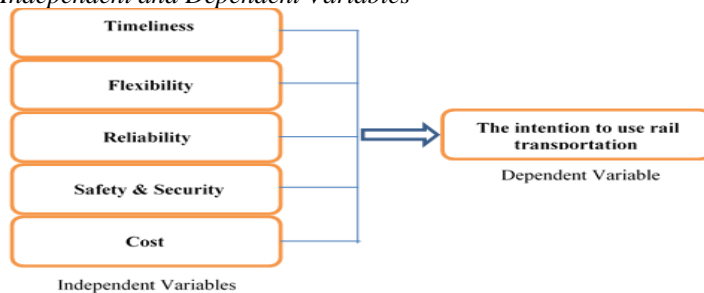 Independent and Dependent Variables
Timeliness
Flexibility
Reliability
Safety & Security
Cost
Independent Variables
The intention to use rail
transportation
Dependent Variable